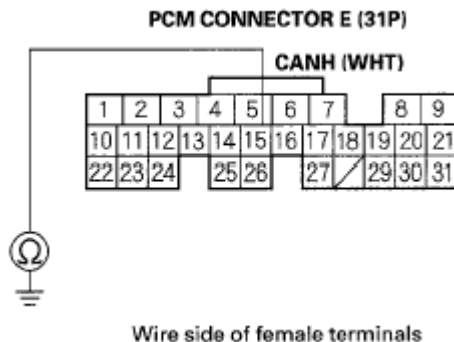 PCM CONNECTOR E (31P)
CANH (WHT)
1 2 3 4 5 6 7 8 9
10 11 12 13 14 15 16 17 18 19 20 21
22 23 24 25 26 27 29 30 31
Ω
Wire side of female terminals